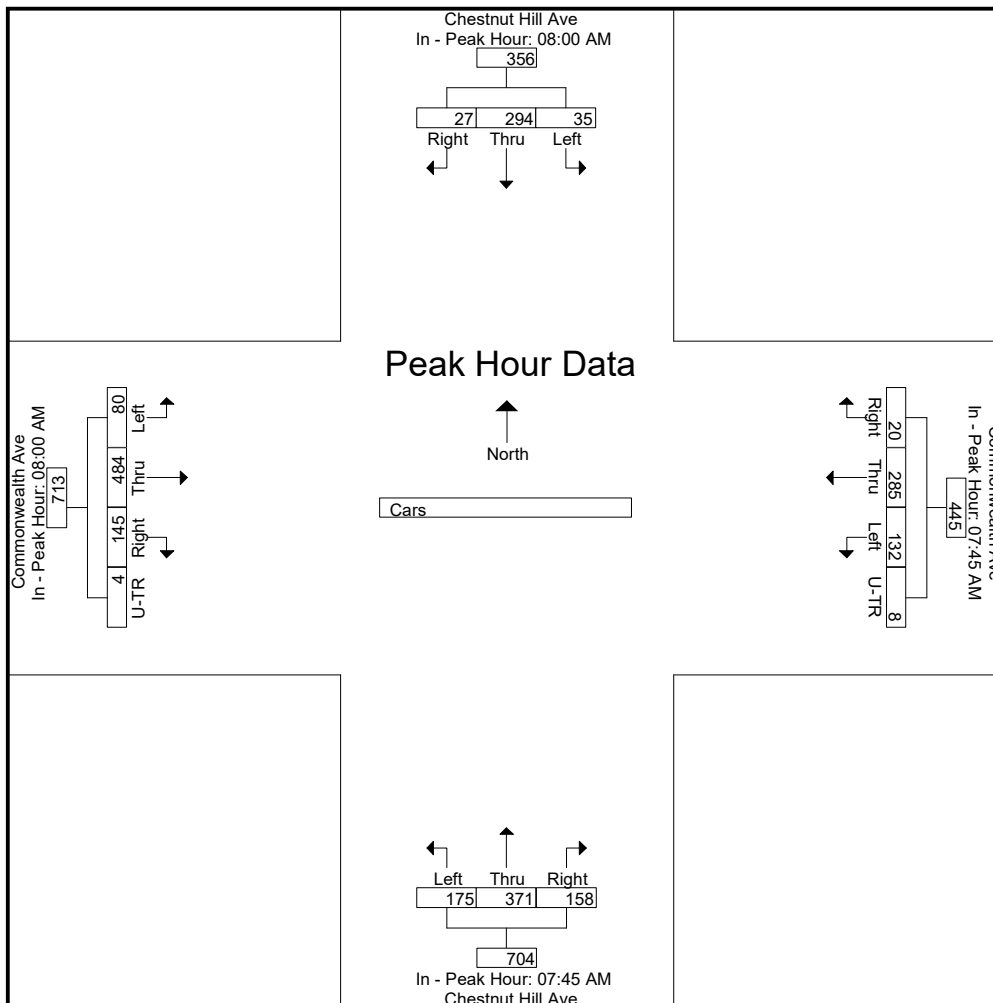 Chestnut Hill Ave
In - Peak Hour: 08:00 AM
356
27 294 35
Right Thru Left
Peak Hour Data
North
Cars
Commonwealth Ave
In - Peak Hour: 08:00 AM
713
80 484 145 4
Left Thru Right U-TR
Commonwealth Ave
In - Peak Hour: 07:45 AM
445
20 285 132 8
Right Thru Left U-TR
Left Thru Right
175 371 158
704
In - Peak Hour: 07:45 AM
Chestnut Hill Ave